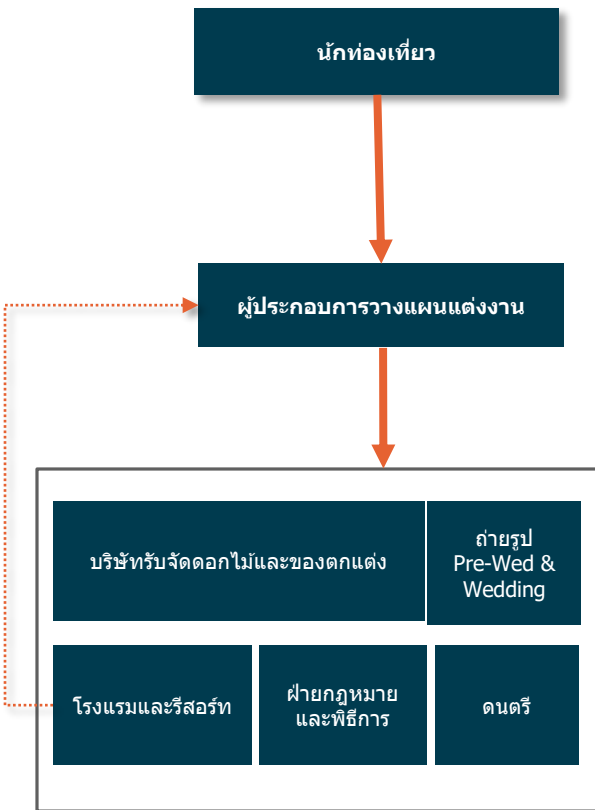 นักท่องเที่ยว
ผู้ประกอบการวางแผนแต่งงาน
บริษัทรับจัดดอกไม้และของตกแต่ง
ถ่ายรูป
Pre-Wed &
Wedding
โรงแรมและรีสอร์ท
ฝ่ายกฎหมาย
และพิธีการ
ดนตรี